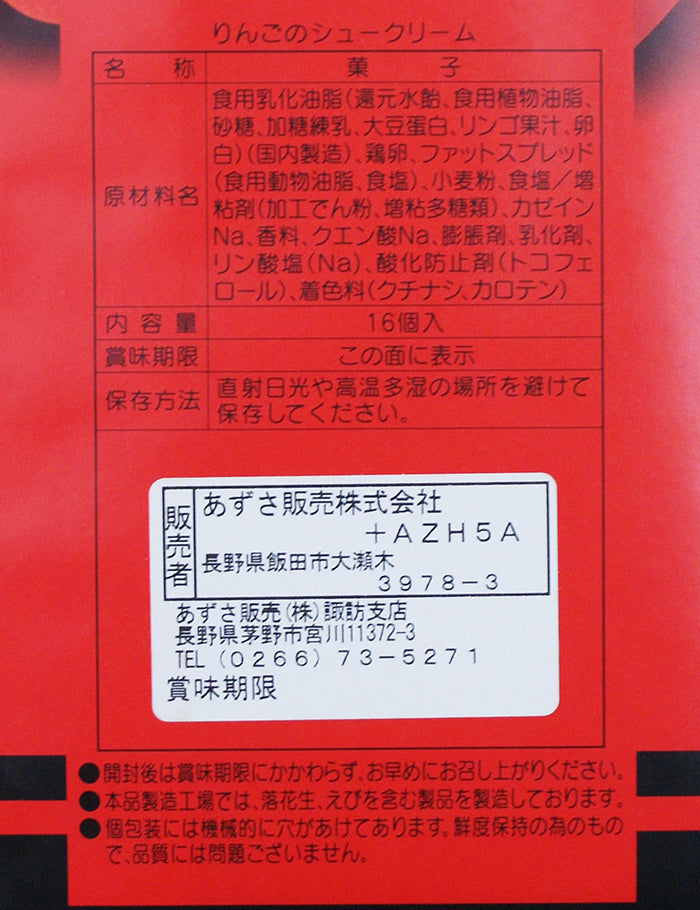 りんごのシュークリーム
名称 菓子
原材料名
食用乳化油脂(還元水飴、食用植物油脂、
砂糖、加糖練乳、大豆蛋白、リンゴ果汁、卵
白)(国内製造)、鶏卵、ファットスプレッド
(食用動物油脂、食塩)、小麦粉、食塩/増
粘剤(加工でん粉、増粘多糖類)、カゼイン
Na、香料、クエン酸Na、膨脹剤、乳化剤、
リン酸塩(Na)、酸化防止剤(トコフェ
ロール)、着色料(クチナシ、カロテン)
内容量 16個入
賞味期限 この面に表示
保存方法
直射日光や高温多湿の場所を避けて
保存してください。
販売者
あずさ販売株式会社
+AZH5A
長野県飯田市大瀬木
3978-3
あずさ販売(株)諏訪支店
長野県茅野市宮川11372-3
TEL(0266)73-5271
賞味期限
●開封後は賞味期限にかかわらず、お早めにお召し上がりください。
●本品製造工場では、落花生、えびを含む製品を製造しております。
●個包装には機械的に穴があけてあります。鮮度保持の為のもの
で、品質には問題ございません。